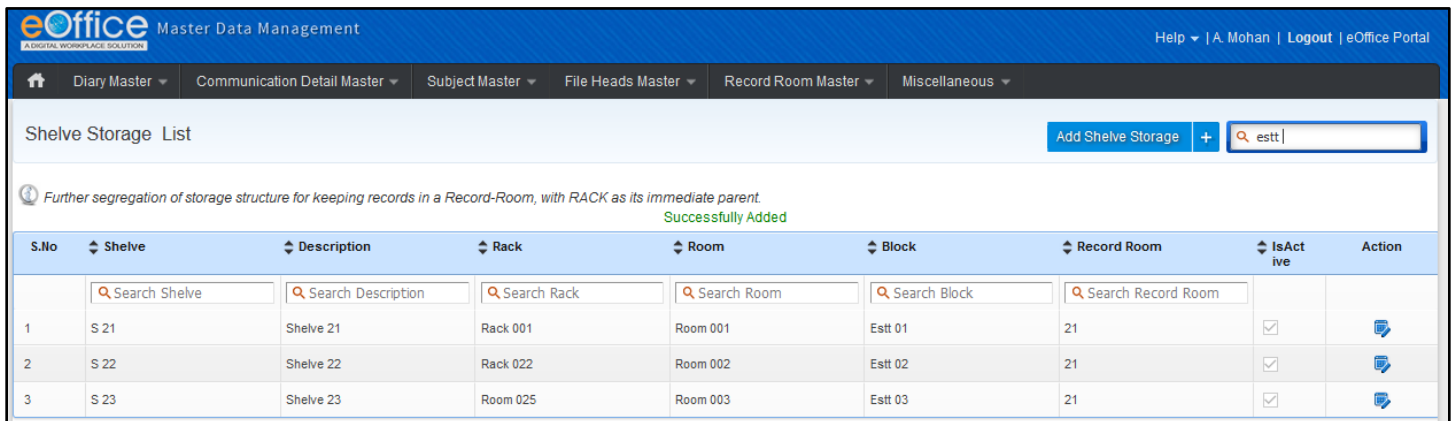 eOffice Master Data Management
A DIGITAL WORKPLACE SOLUTION
Help | A. Mohan | Logout | eOffice Portal
Diary Master Communication Detail Master Subject Master File Heads Master Record Room Master Miscellaneous
Shelve Storage List Add Shelve Storage + estt
Further segregation of storage structure for keeping records in a Record-Room, with RACK as its immediate parent.
Successfully Added
S.No Shelve Description Rack Room Block Record Room IsAct Action
ive
Search Shelve Search Description Search Rack Search Room Search Block Search Record Room
1 S 21 Shelve 21 Rack 001 Room 001 Estt 01 21
2 S 22 Shelve 22 Rack 022 Room 002 Estt 02 21
3 S 23 Shelve 23 Room 025 Room 003 Estt 03 21